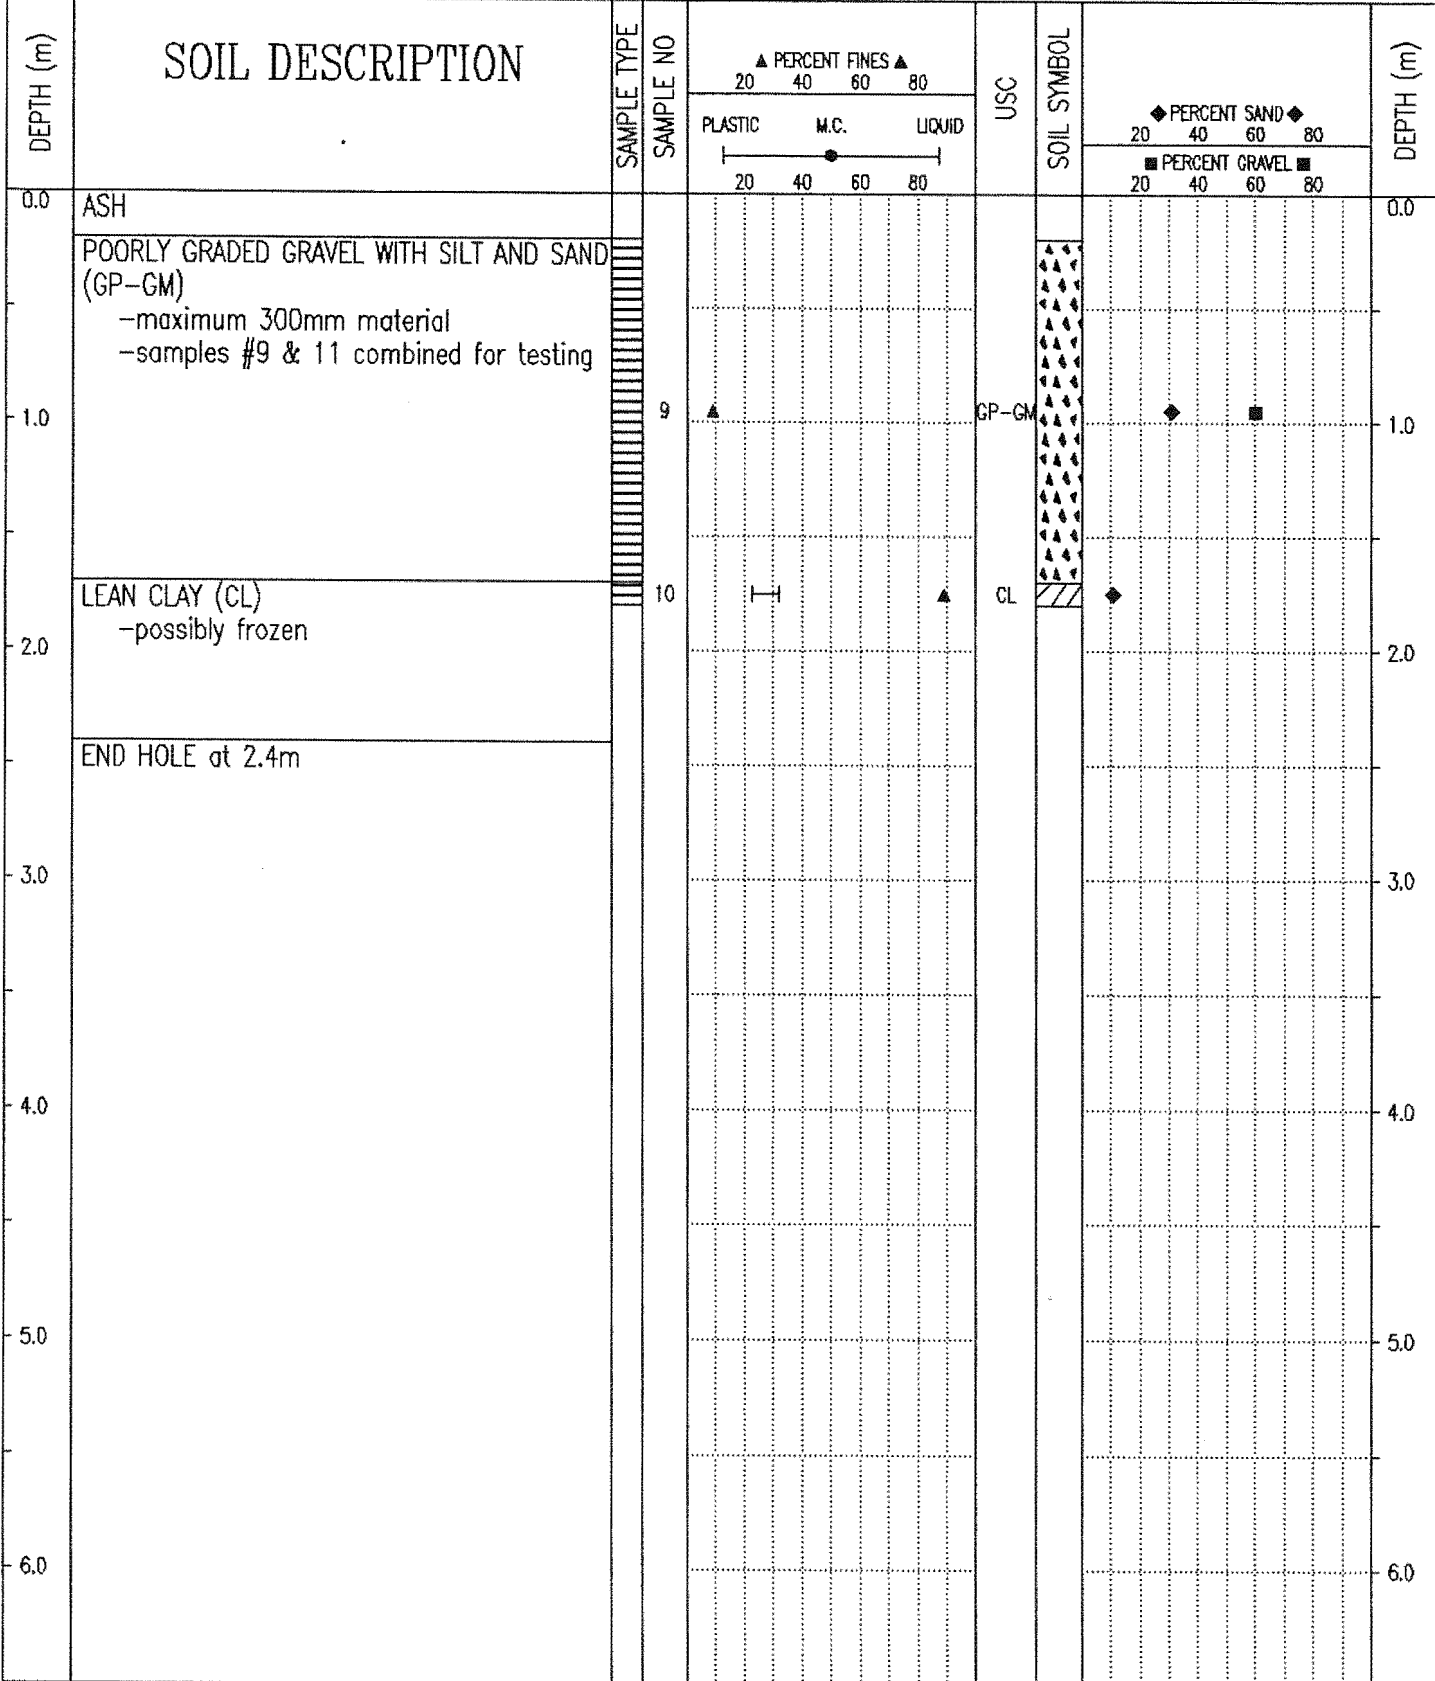 DEPTH (m)
SOIL DESCRIPTION
SAMPLE TYPE
SAMPLE NO
▲ PERCENT FINES ▲
20 40 60 80
PLASTIC M.C. LIQUID
20 40 60 80
USC
SOIL SYMBOL
◆ PERCENT SAND ◆
20 40 60 80
■ PERCENT GRAVEL ■
20 40 60 80
DEPTH (m)
0.0 ASH 0.0
POORLY GRADED GRAVEL WITH SILT AND SAND
(GP-GM)
-maximum 300mm material
-samples #9 & 11 combined for testing
1.0 9 GP-GM 1.0
LEAN CLAY (CL) 10 CL
-possibly frozen
2.0 2.0
END HOLE at 2.4m
3.0 3.0
4.0 4.0
5.0 5.0
6.0 6.0